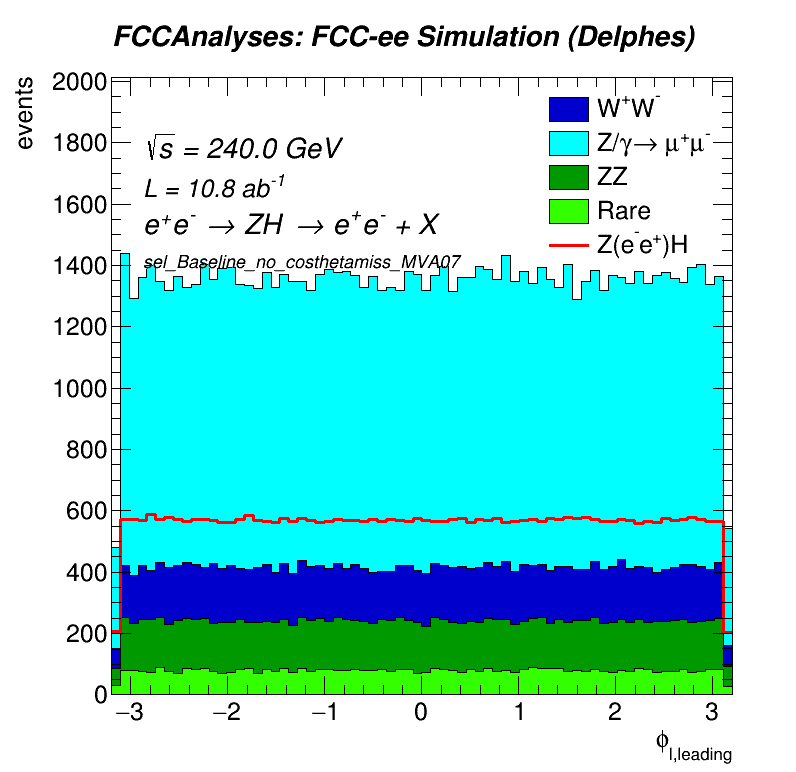 FCCAnalyses: FCC-ee Simulation (Delphes)
events
2000
1800
1600
1400
1200
1000
800
600
400
200
0
√s = 240.0 GeV
L = 10.8 ab⁻¹
e⁺e⁻ → ZH → e⁺e⁻ + X
sel_Baseline_no_costhetamiss_MVA07
W⁺W⁻
Z/γ→ μ⁺μ⁻
ZZ
Rare
Z(e⁻e⁺)H
−3 −2 −1 0 1 2 3
ϕl,leading